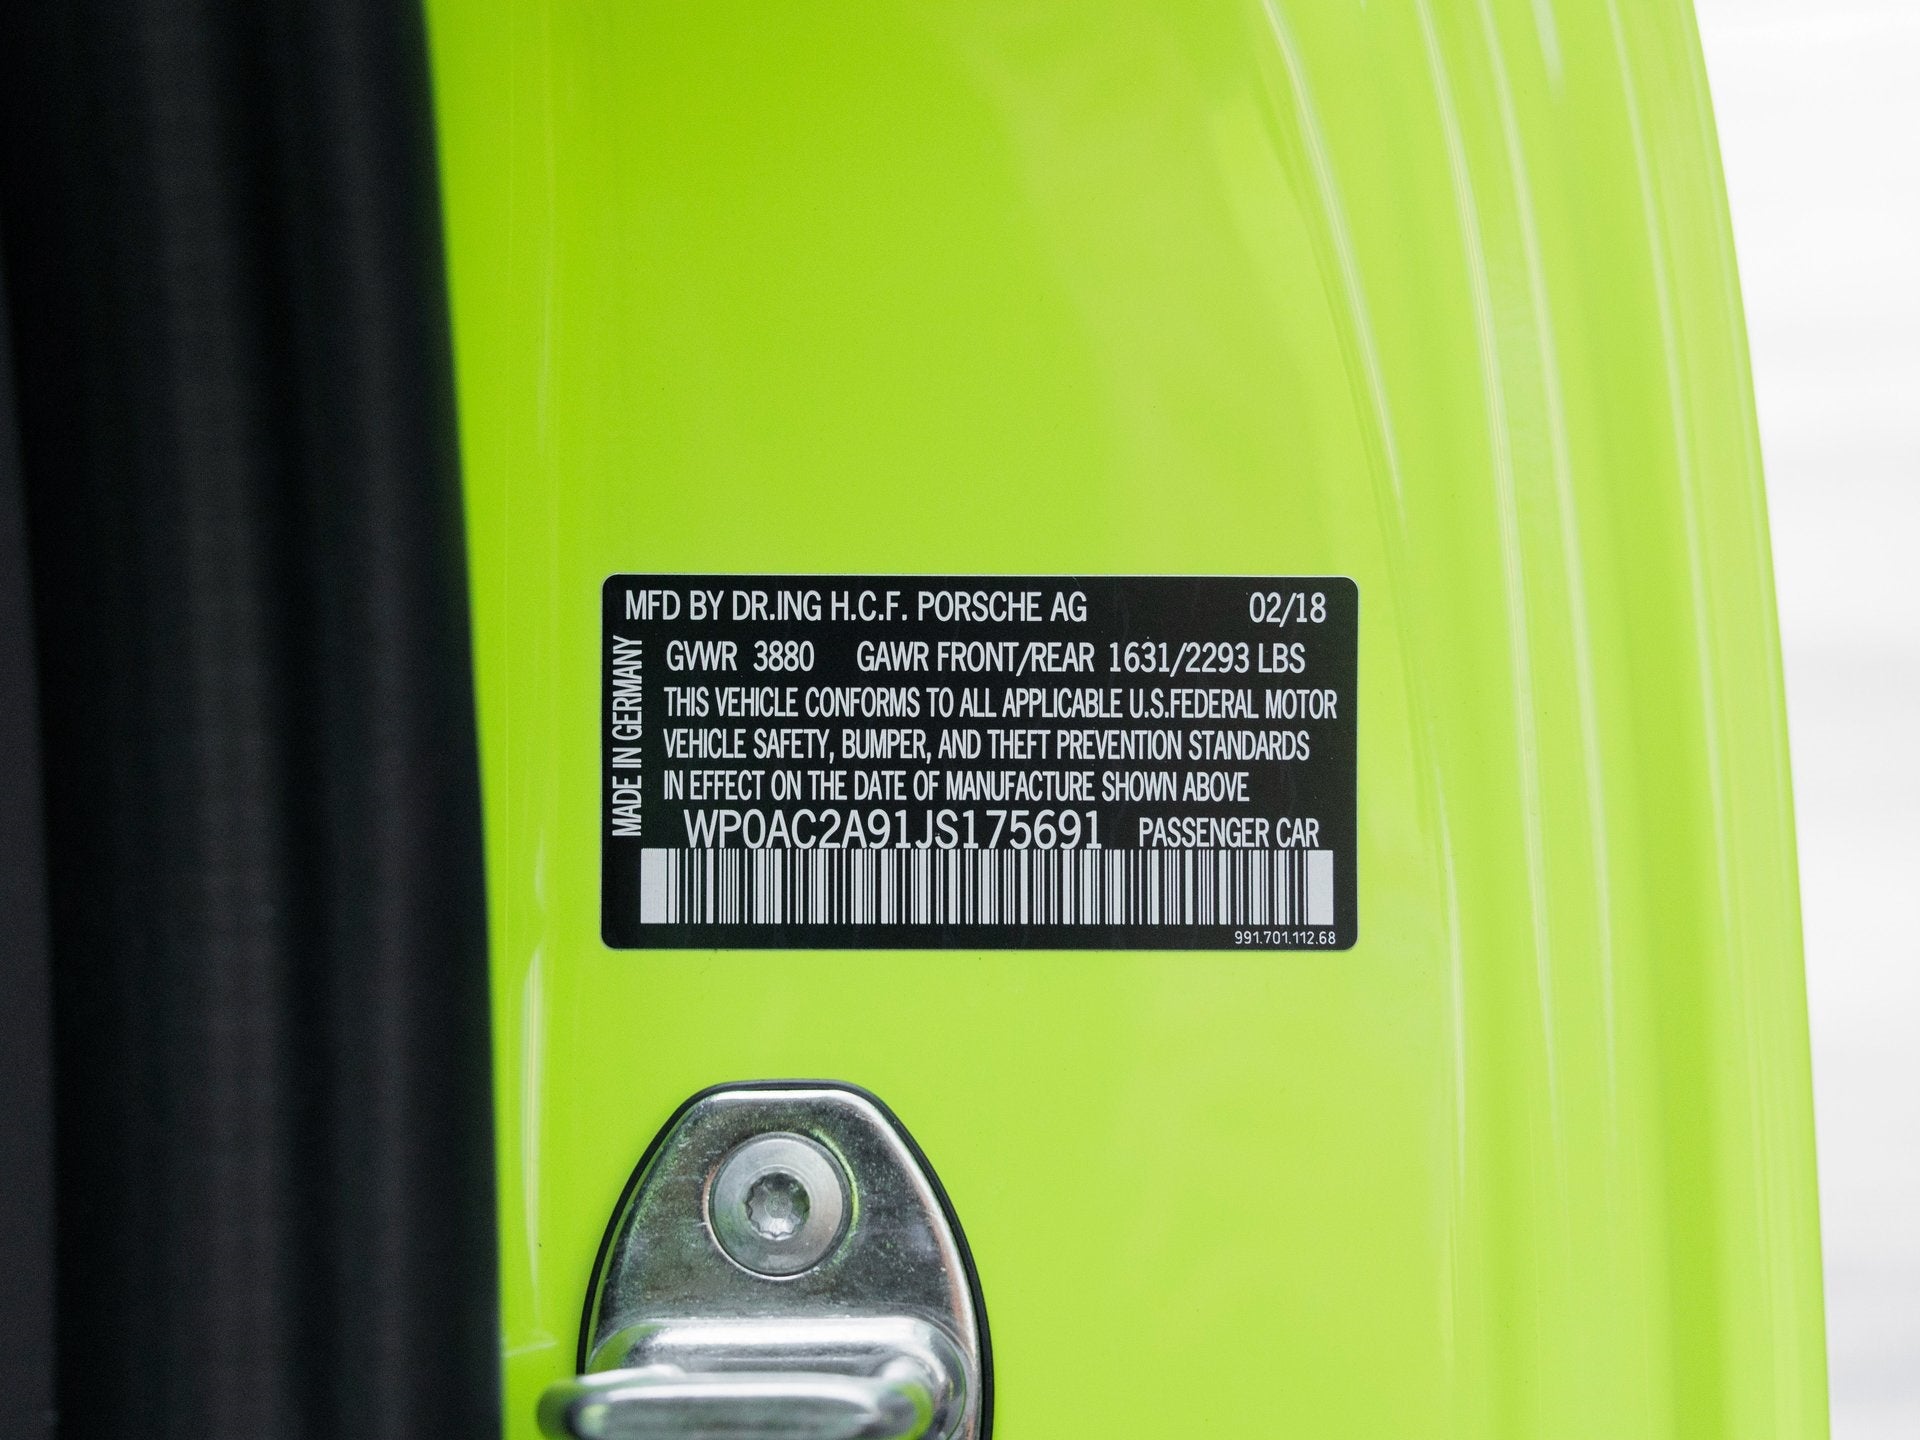 MFD BY DR.ING H.C.F. PORSCHE AG 02/18
GVWR 3880 GAWR FRONT/REAR 1631/2293 LBS
THIS VEHICLE CONFORMS TO ALL APPLICABLE U.S.FEDERAL MOTOR
VEHICLE SAFETY, BUMPER, AND THEFT PREVENTION STANDARDS
IN EFFECT ON THE DATE OF MANUFACTURE SHOWN ABOVE
WP0AC2A91JS175691 PASSENGER CAR
991.701.112.68
MADE IN GERMANY